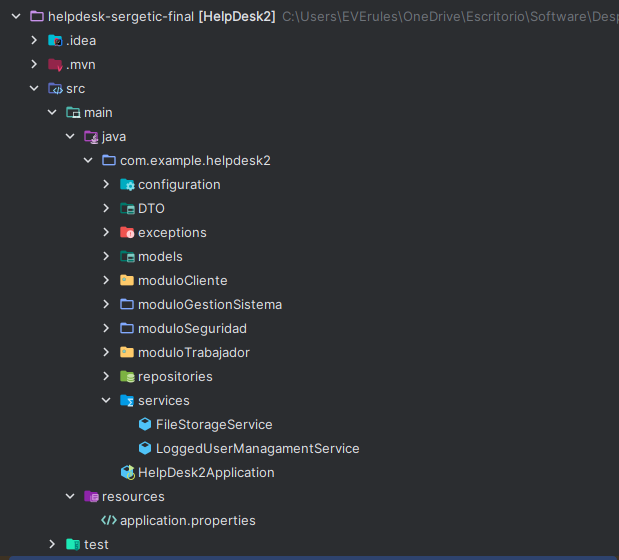 helpdesk-sergetic-final [HelpDesk2] C:\Users\EVErules\OneDrive\Escritorio\Software\Desp
.idea
.mvn
src
main
java
com.example.helpdesk2
configuration
DTO
exceptions
models
moduloCliente
moduloGestionSistema
moduloSeguridad
moduloTrabajador
repositories
services
FileStorageService
LoggedUserManagamentService
HelpDesk2Application
resources
application.properties
test